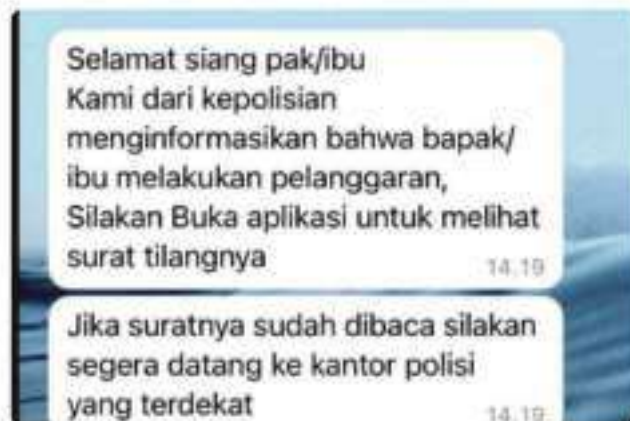 Selamat siang pak/ibu
Kami dari kepolisian
menginformasikan bahwa bapak/
ibu melakukan pelanggaran,
Silakan Buka aplikasi untuk melihat
surat tilangnya
14.19
Jika suratnya sudah dibaca silakan
segera datang ke kantor polisi
yang terdekat
14.19